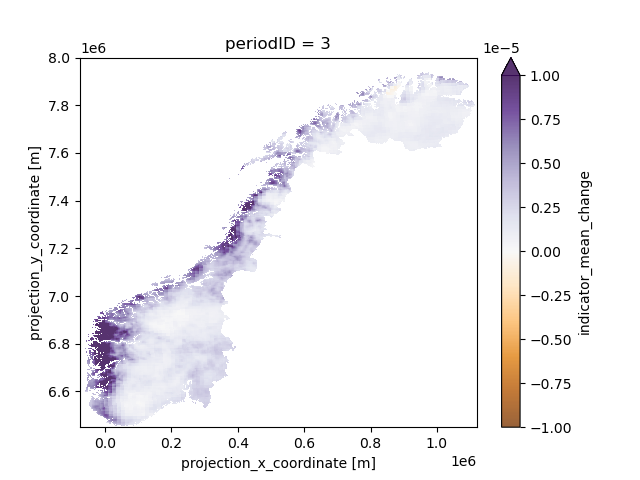 periodID = 3
1e6
1e−5
8.0
7.8
7.6
7.4
7.2
7.0
6.8
6.6
projection_y_coordinate [m]
0.0 0.2 0.4 0.6 0.8 1.0
1e6
projection_x_coordinate [m]
1.00
0.75
0.50
0.25
0.00
−0.25
−0.50
−0.75
−1.00
indicator_mean_change